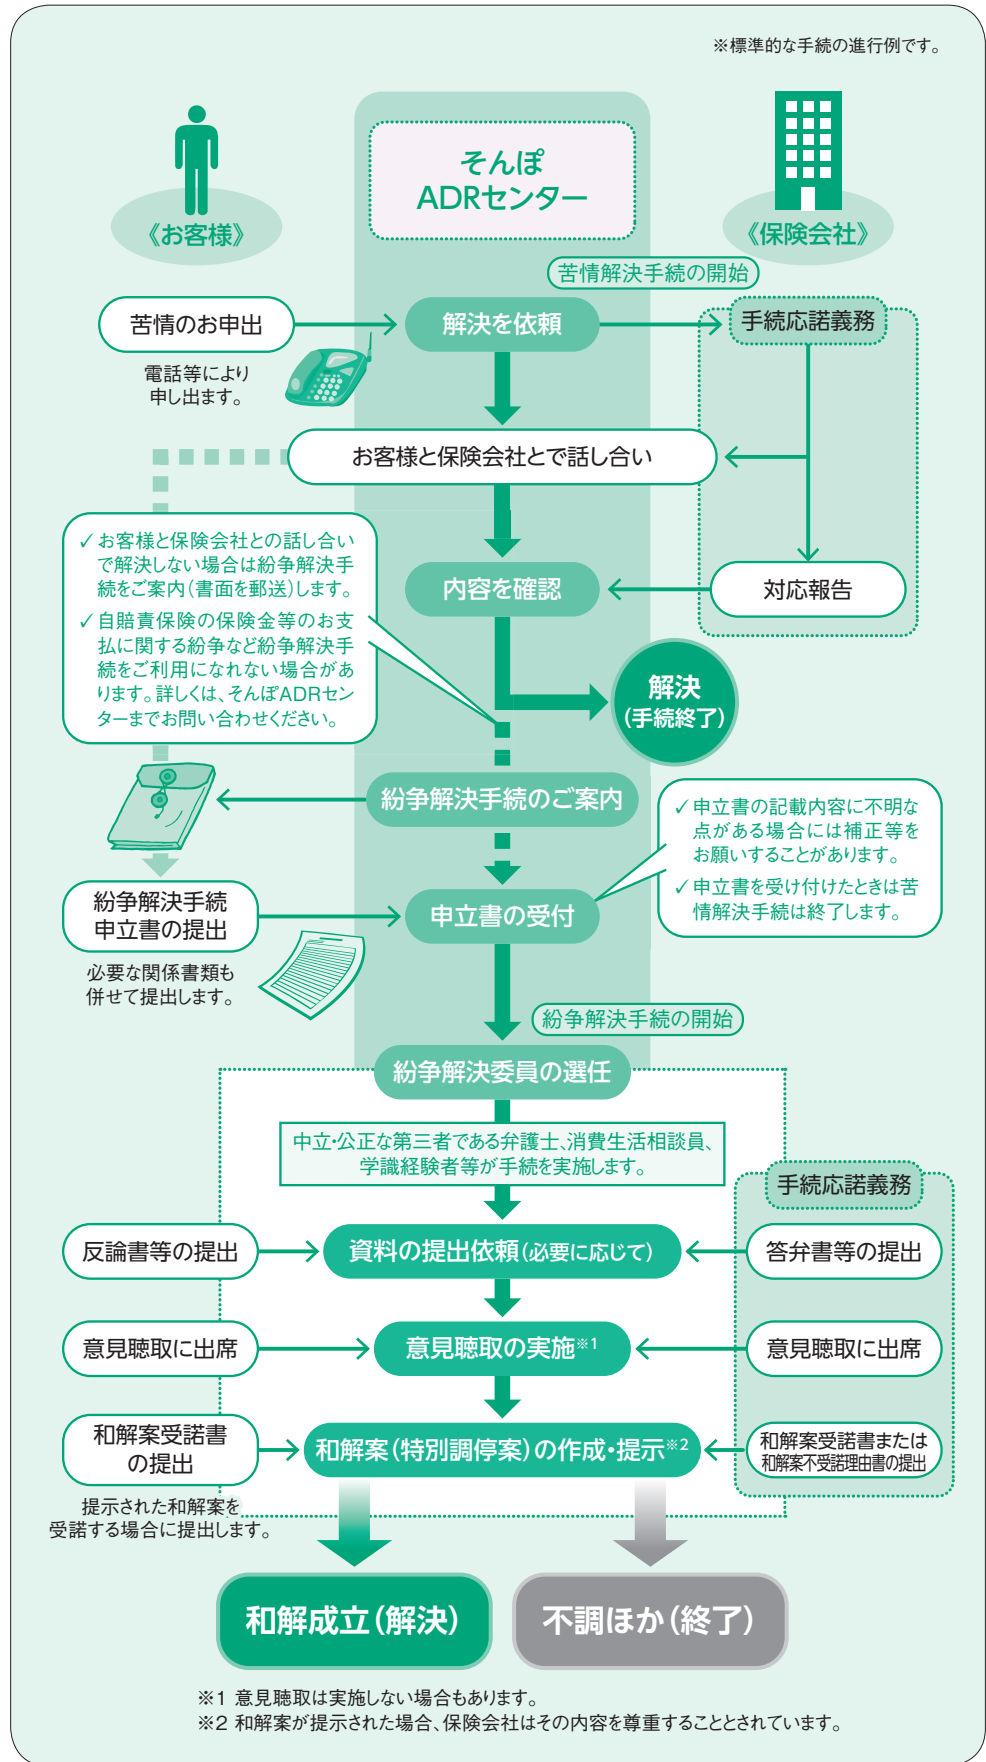 ※標準的な手続の進行例です。
そんぽ
ADRセンター
《お客様》
《保険会社》
苦情解決手続の開始
苦情のお申出
解決を依頼
手続応諾義務
電話等により
申し出ます。
お客様と保険会社とで話し合い
✓お客様と保険会社との話し合い
で解決しない場合は紛争解決手
続をご案内(書面を郵送)します。
✓自賠責保険の保険金等のお支
払に関する紛争など紛争解決手
続をご利用になれない場合があ
ります。詳しくは、そんぽADRセン
ターまでお問い合わせください。
内容を確認
対応報告
解決
(手続終了)
紛争解決手続のご案内
✓申立書の記載内容に不明な
点がある場合には補正等を
お願いすることがあります。
✓申立書を受け付けたときは苦
情解決手続は終了します。
紛争解決手続
申立書の提出
申立書の受付
必要な関係書類も
併せて提出します。
紛争解決手続の開始
紛争解決委員の選任
中立・公正な第三者である弁護士、消費生活相談員、
学識経験者等が手続を実施します。
手続応諾義務
反論書等の提出
資料の提出依頼(必要に応じて)
答弁書等の提出
意見聴取に出席
意見聴取の実施※1
意見聴取に出席
和解案受諾書
の提出
和解案(特別調停案)の作成・提示※2
和解案受諾書または
和解案不受諾理由書の提出
提示された和解案を
受諾する場合に提出します。
和解成立(解決)
不調ほか(終了)
※1 意見聴取は実施しない場合もあります。
※2 和解案が提示された場合、保険会社はその内容を尊重することとされています。